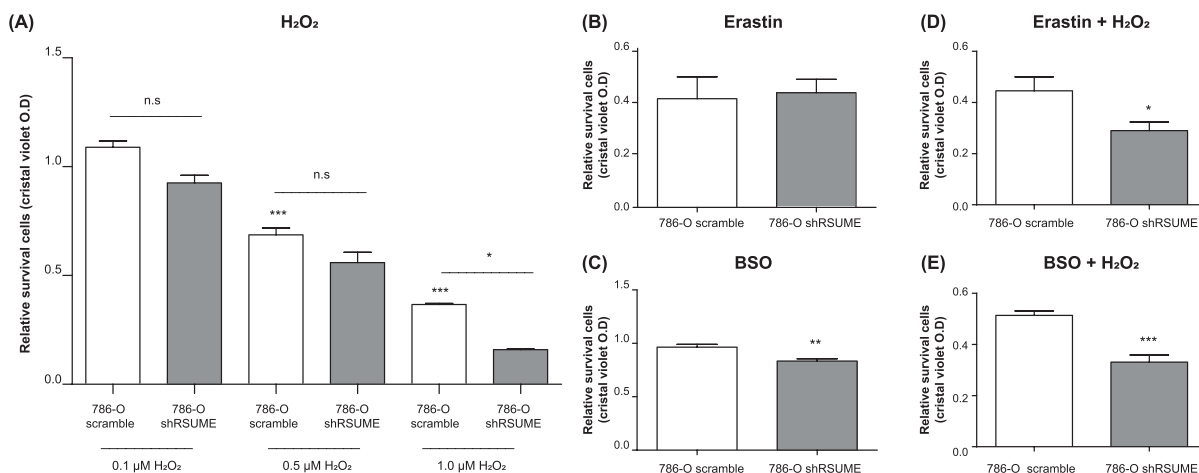 (A)
H₂O₂
Relative survival cells (cristal violet O.D)
1.5
1.0
0.5
0.0
n.s
***
n.s
***
*
786-O scramble
786-O shRSUME
786-O scramble
786-O shRSUME
786-O scramble
786-O shRSUME
0.1 µM H₂O₂
0.5 µM H₂O₂
1.0 µM H₂O₂
(B)
Erastin
Relative survival cells
(cristal violet O.D)
0.6
0.4
0.2
0.0
786-O scramble
786-O shRSUME
(D)
Erastin + H₂O₂
Relative survival cells
(cristal violet O.D)
0.6
0.4
0.2
0.0
*
786-O scramble
786-O shRSUME
(C)
BSO
Relative survival cells
(cristal violet O.D)
1.5
1.0
0.5
0.0
**
786-O scramble
786-O shRSUME
(E)
BSO + H₂O₂
Relative survival cells
(cristal violet O.D)
0.6
0.4
0.2
0.0
***
786-O scramble
786-O shRSUME